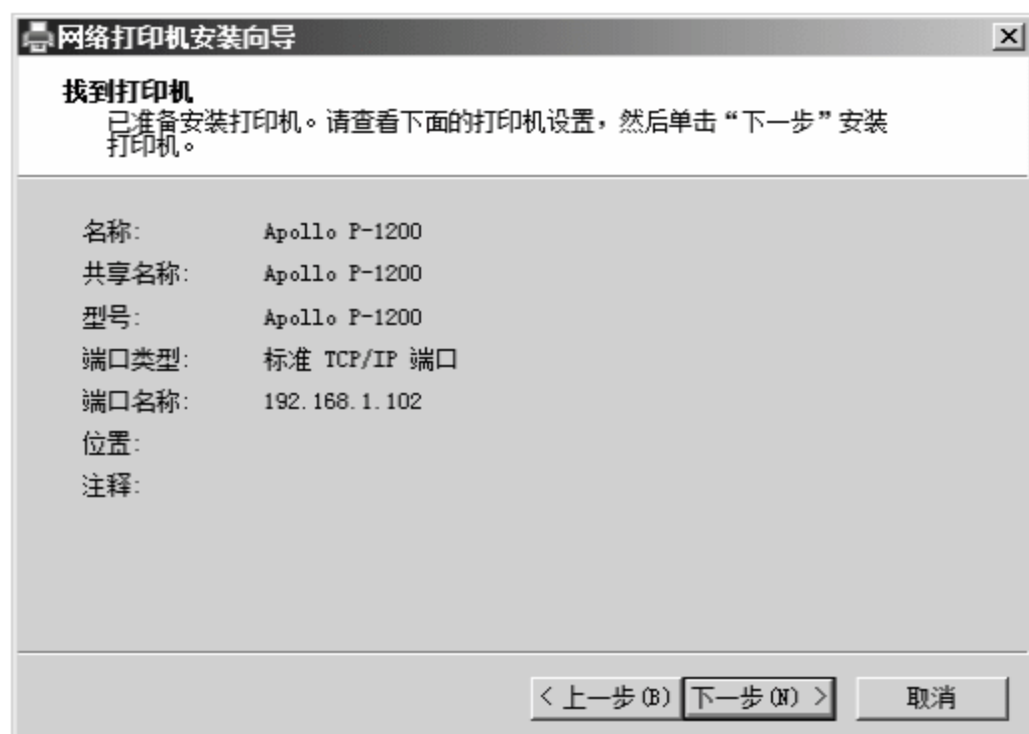 网络打印机安装向导
找到打印机
已准备安装打印机。请查看下面的打印机设置，然后单击“下一步”安装
打印机。
名称: Apollo P-1200
共享名称: Apollo P-1200
型号: Apollo P-1200
端口类型: 标准 TCP/IP 端口
端口名称: 192.168.1.102
位置:
注释:
< 上一步(B) 下一步(N) > 取消